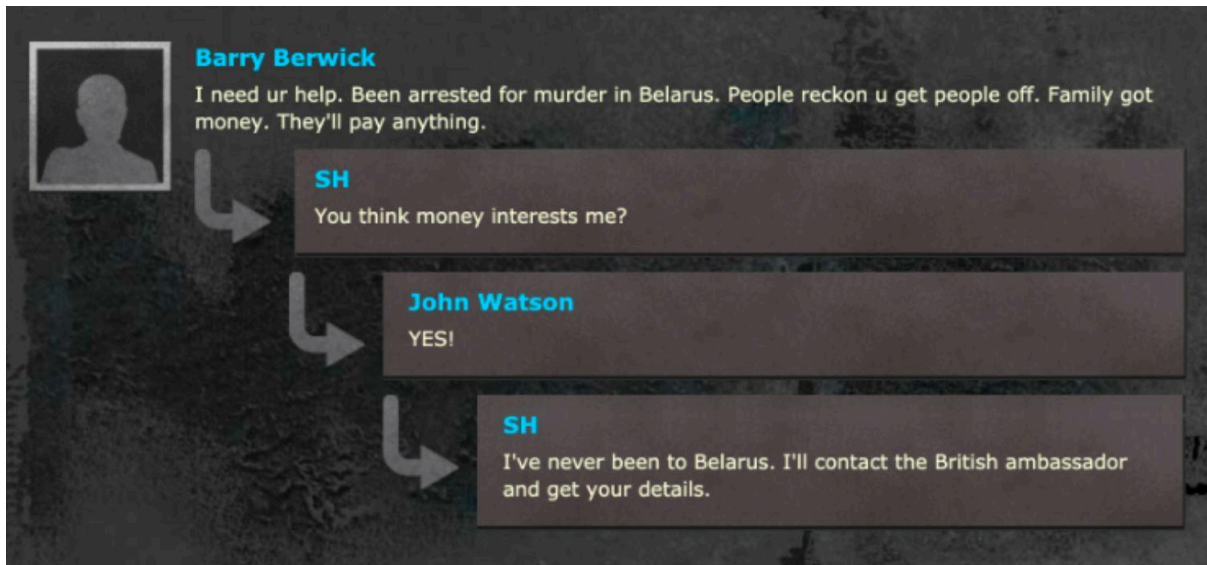 Barry Berwick
I need ur help. Been arrested for murder in Belarus. People reckon u get people off. Family got
money. They'll pay anything.
SH
You think money interests me?
John Watson
YES!
SH
I've never been to Belarus. I'll contact the British ambassador
and get your details.